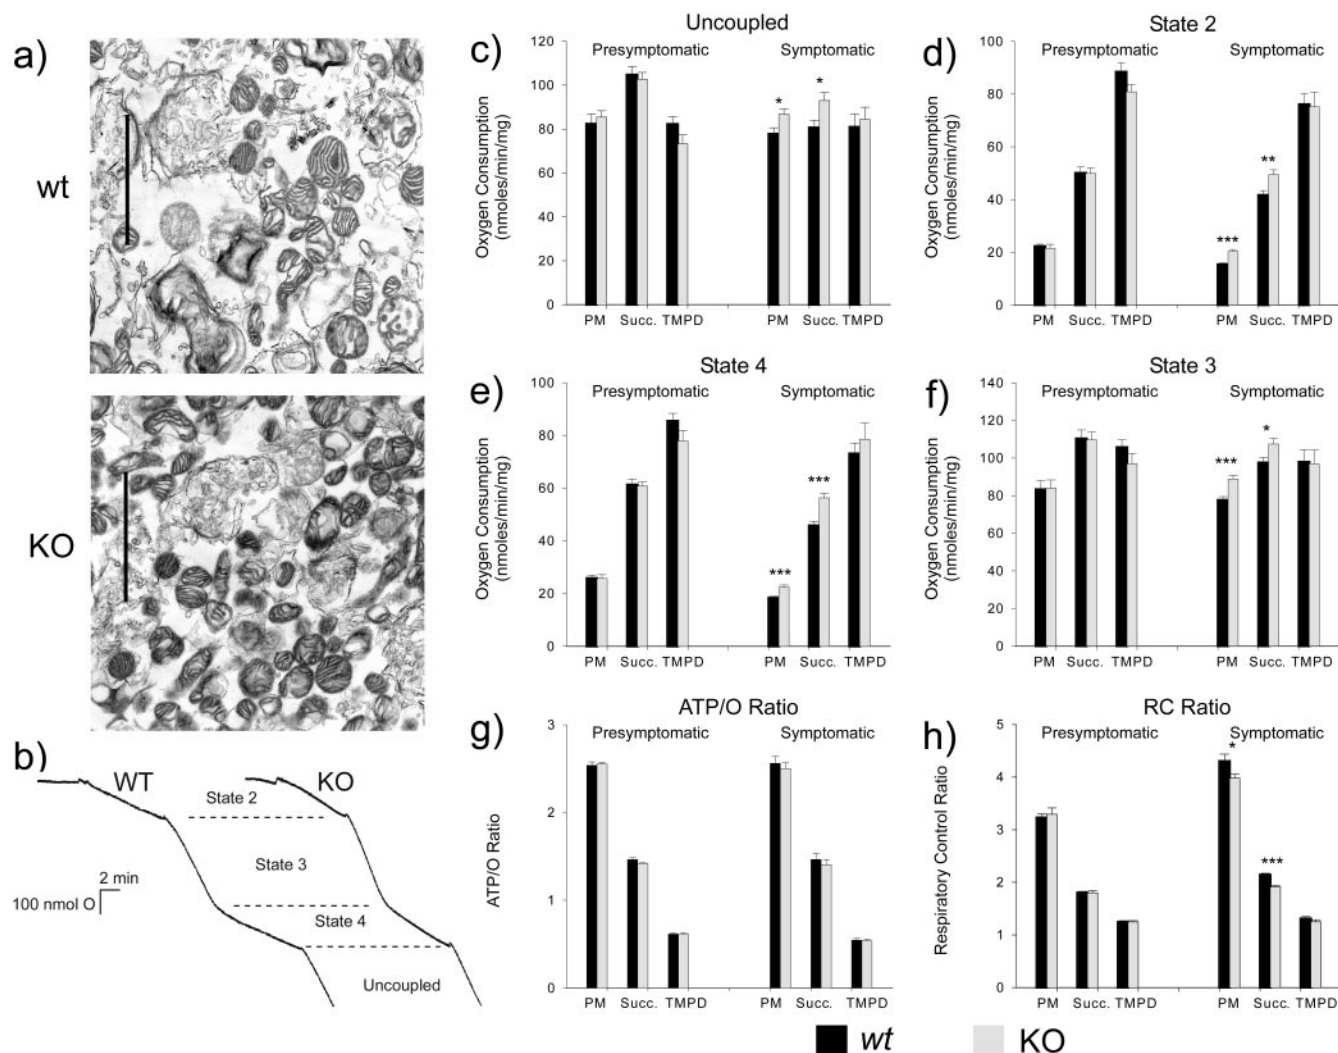 a)
wt
KO
b)
WT
KO
State 2
State 3
2 min
100 nmol O
State 4
Uncoupled
c)
Uncoupled
Presymptomatic
Symptomatic
Oxygen Consumption
(nmoles/min/mg)
120
100
80
60
40
20
0
*
*
PM Succ. TMPD
PM Succ. TMPD
d)
State 2
Presymptomatic
Symptomatic
Oxygen Consumption
(nmoles/min/mg)
100
80
60
40
20
0
***
**
PM Succ. TMPD
PM Succ. TMPD
e)
State 4
Presymptomatic
Symptomatic
Oxygen Consumption
(nmoles/min/mg)
100
80
60
40
20
0
***
***
PM Succ. TMPD
PM Succ. TMPD
f)
State 3
Presymptomatic
Symptomatic
Oxygen Consumption
(nmoles/min/mg)
140
120
100
80
60
40
20
0
***
*
PM Succ. TMPD
PM Succ. TMPD
g)
ATP/O Ratio
Presymptomatic
Symptomatic
ATP/O Ratio
3
2
1
0
PM Succ. TMPD
PM Succ. TMPD
h)
RC Ratio
Presymptomatic
Symptomatic
Respiratory Control Ratio
5
4
3
2
1
0
*
***
PM Succ. TMPD
PM Succ. TMPD
wt
KO